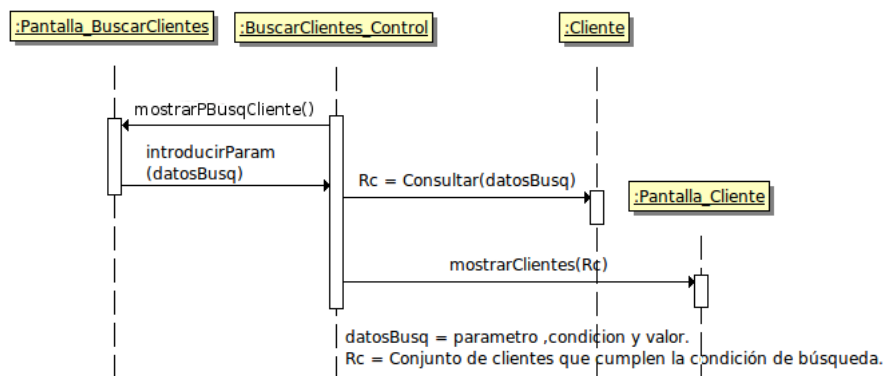 :Pantalla_BuscarClientes
:BuscarClientes_Control
:Cliente
mostrarPBusqCliente()
introducirParam
(datosBusq)
Rc = Consultar(datosBusq)
:Pantalla_Cliente
mostrarClientes(Rc)
datosBusq = parametro ,condicion y valor.
Rc = Conjunto de clientes que cumplen la condición de búsqueda.